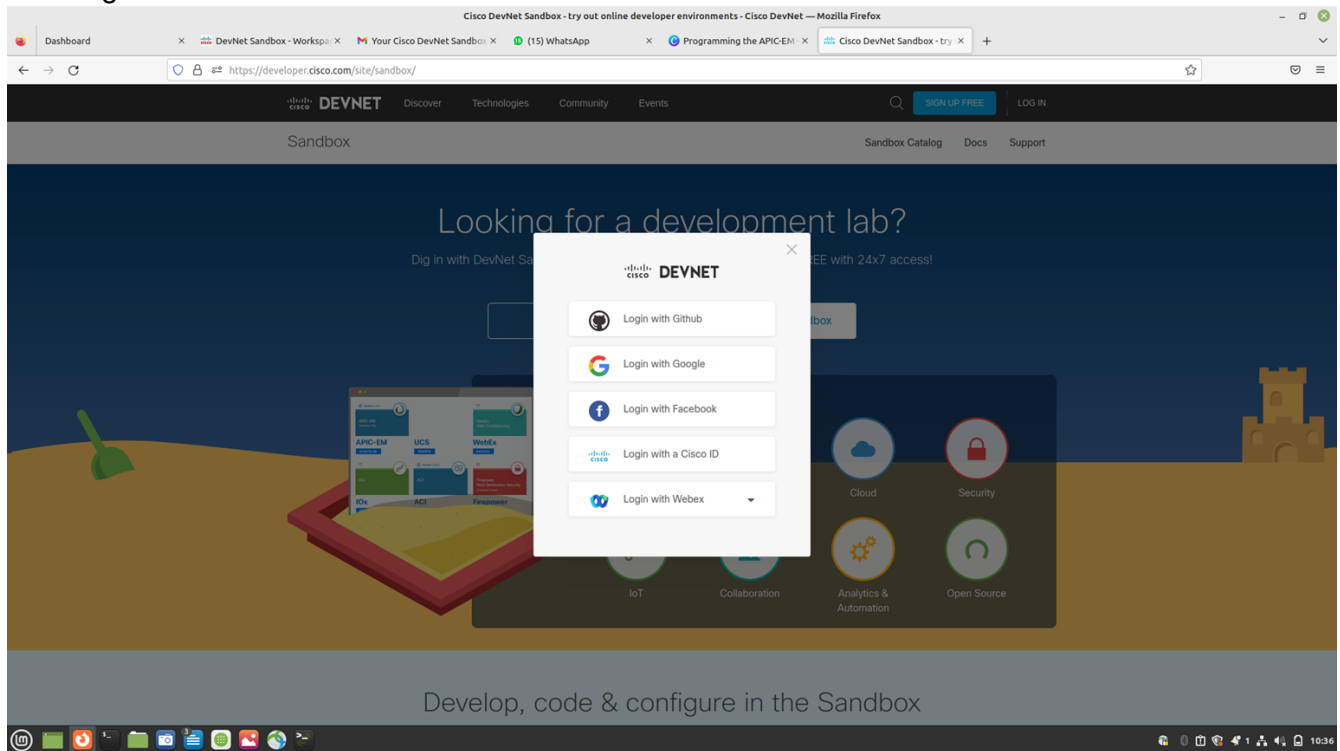 Cisco DevNet Sandbox - try out online developer environments - Cisco DevNet — Mozilla Firefox
Dashboard
DevNet Sandbox - Workspac
Your Cisco DevNet Sandbox
(15) WhatsApp
Programming the APIC-EM
Cisco DevNet Sandbox - try
https://developer.cisco.com/site/sandbox/
CISCO DEVNET
Discover
Technologies
Community
Events
SIGN UP FREE
LOG IN
Sandbox
Sandbox Catalog
Docs
Support
Looking for a development lab?
Dig in with DevNet Sa
EE with 24x7 access!
CISCO DEVNET
Login with Github
Login with Google
Login with Facebook
Login with a Cisco ID
Login with Webex
APIC-EM
UCS
WebEx
IOx
ACI
Firepower
Cloud
Security
IoT
Collaboration
Analytics &
Automation
Open Source
Develop, code & configure in the Sandbox
1
10:36